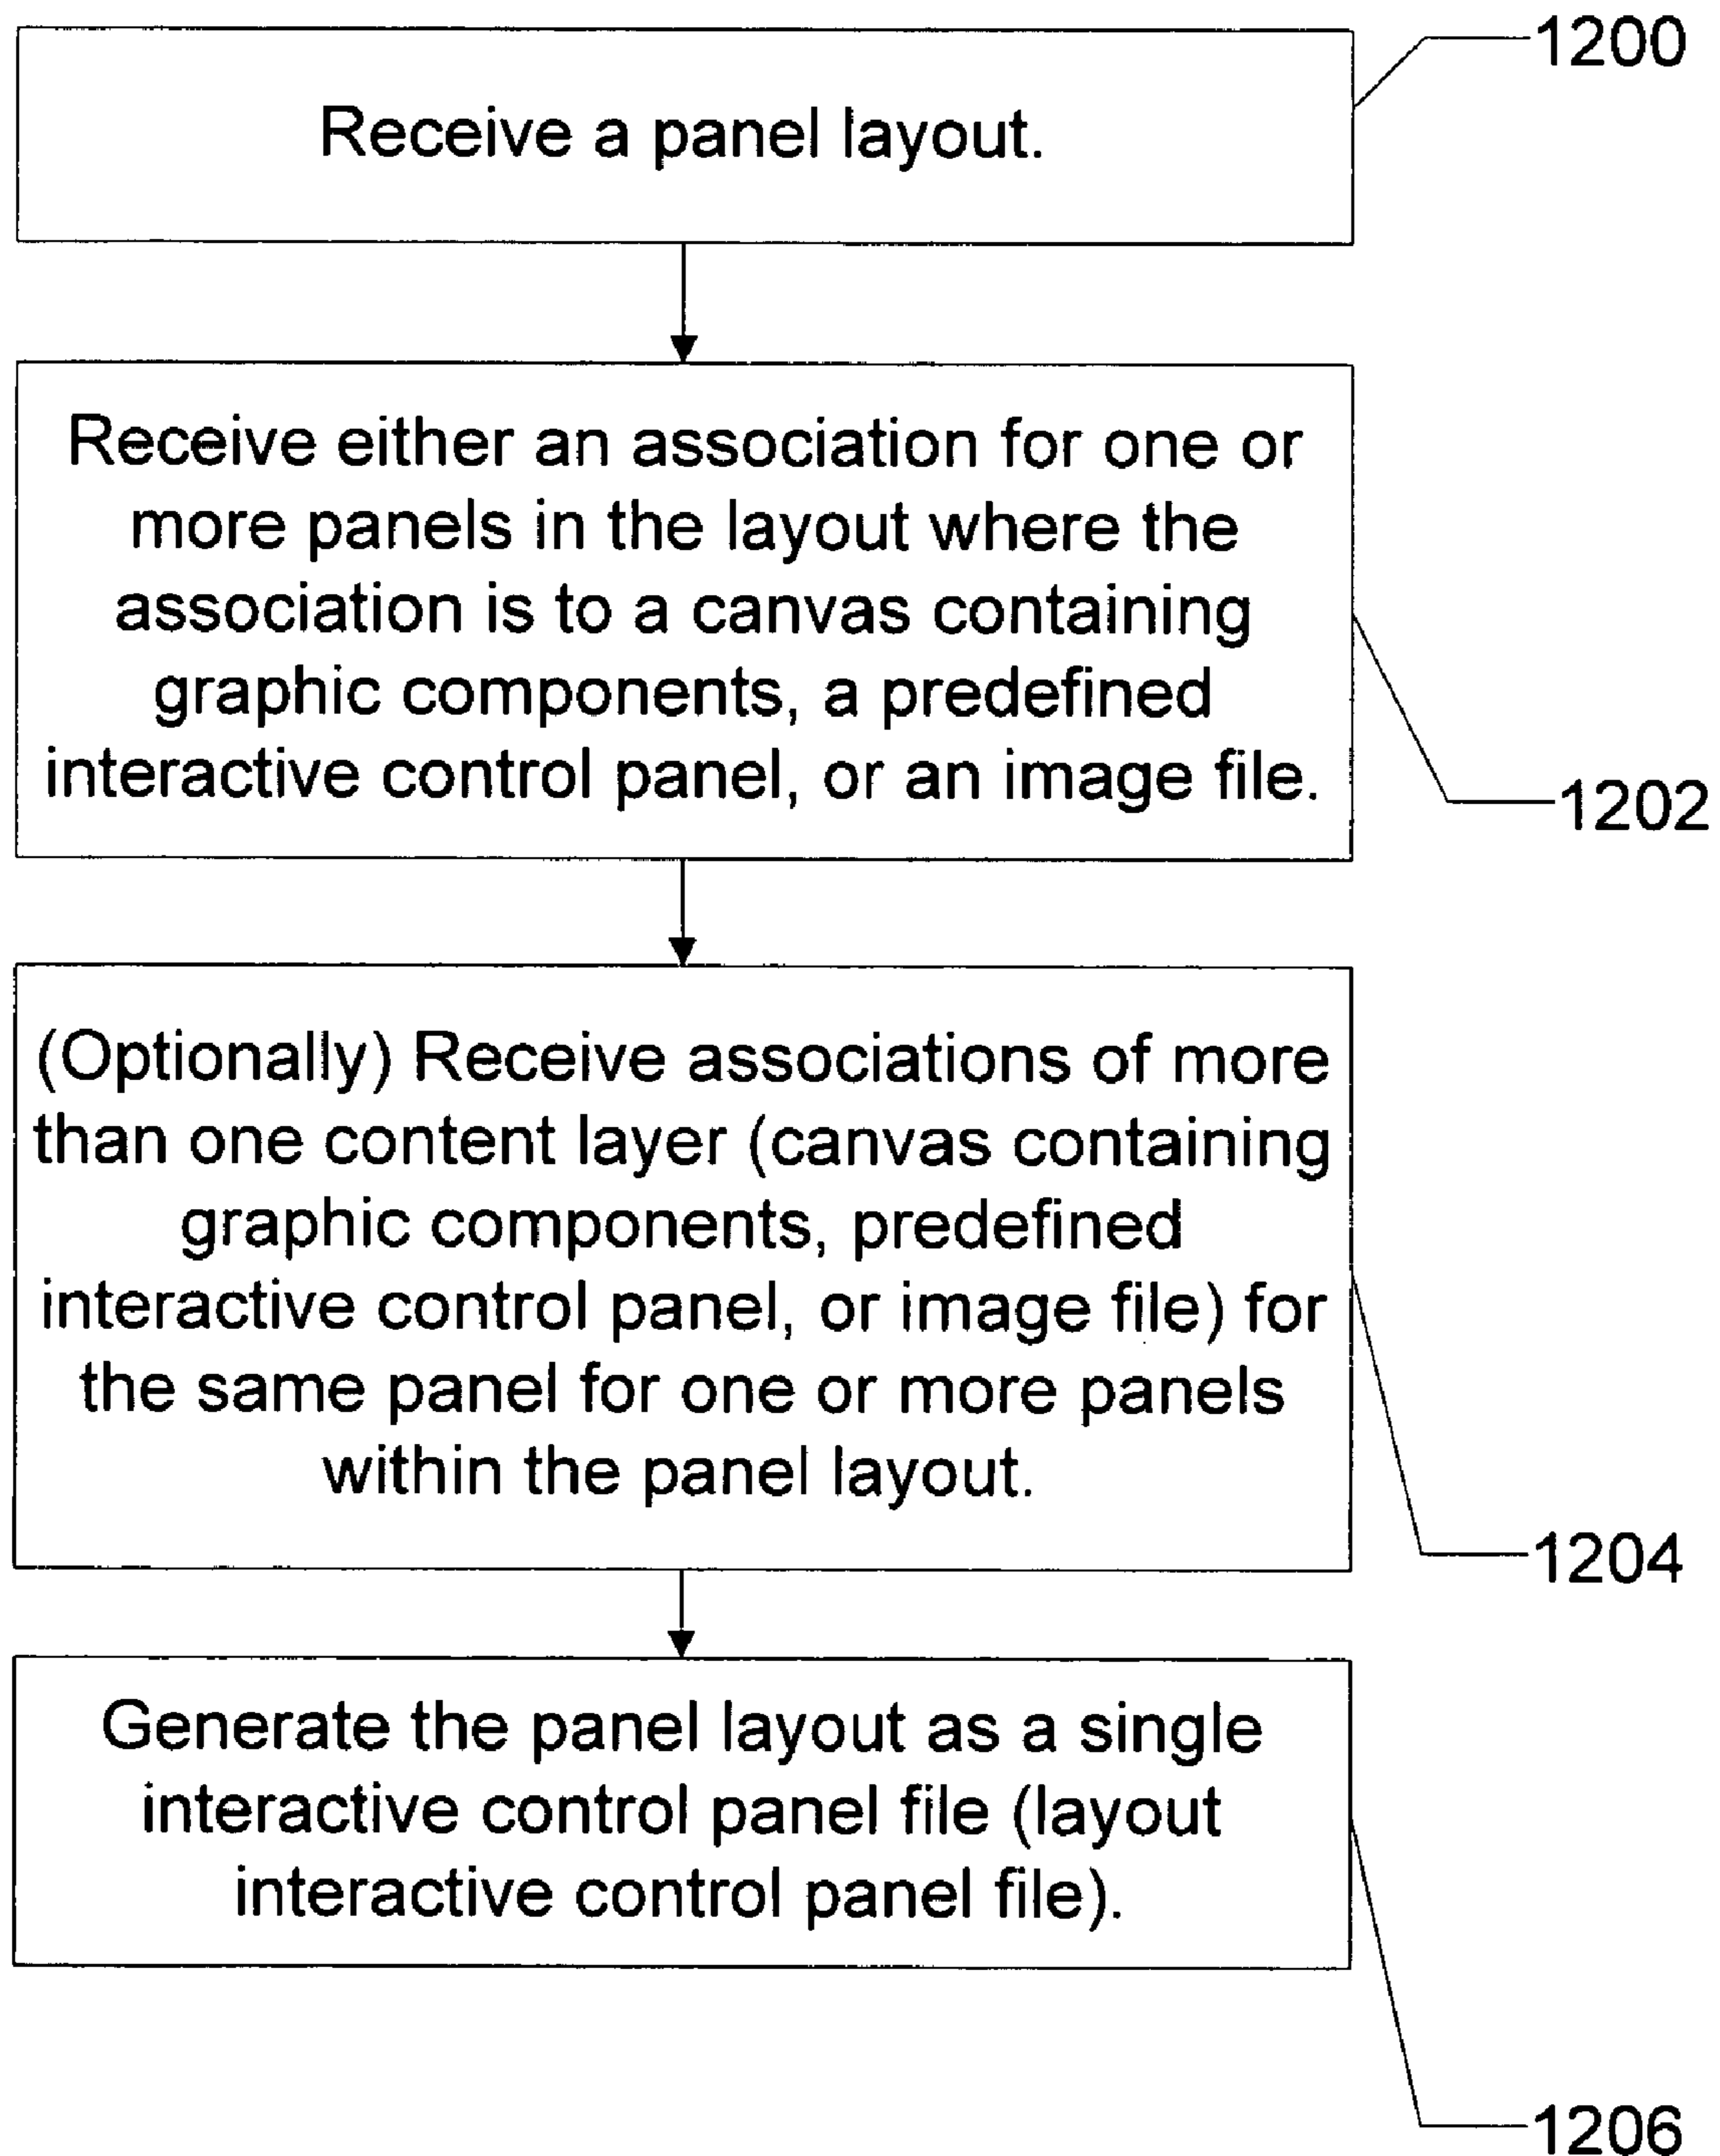 1200
Receive a panel layout.
Receive either an association for one or
more panels in the layout where the
association is to a canvas containing
graphic components, a predefined
interactive control panel, or an image file.
1202
(Optionally) Receive associations of more
than one content layer (canvas containing
graphic components, predefined
interactive control panel, or image file) for
the same panel for one or more panels
within the panel layout.
1204
Generate the panel layout as a single
interactive control panel file (layout
interactive control panel file).
1206